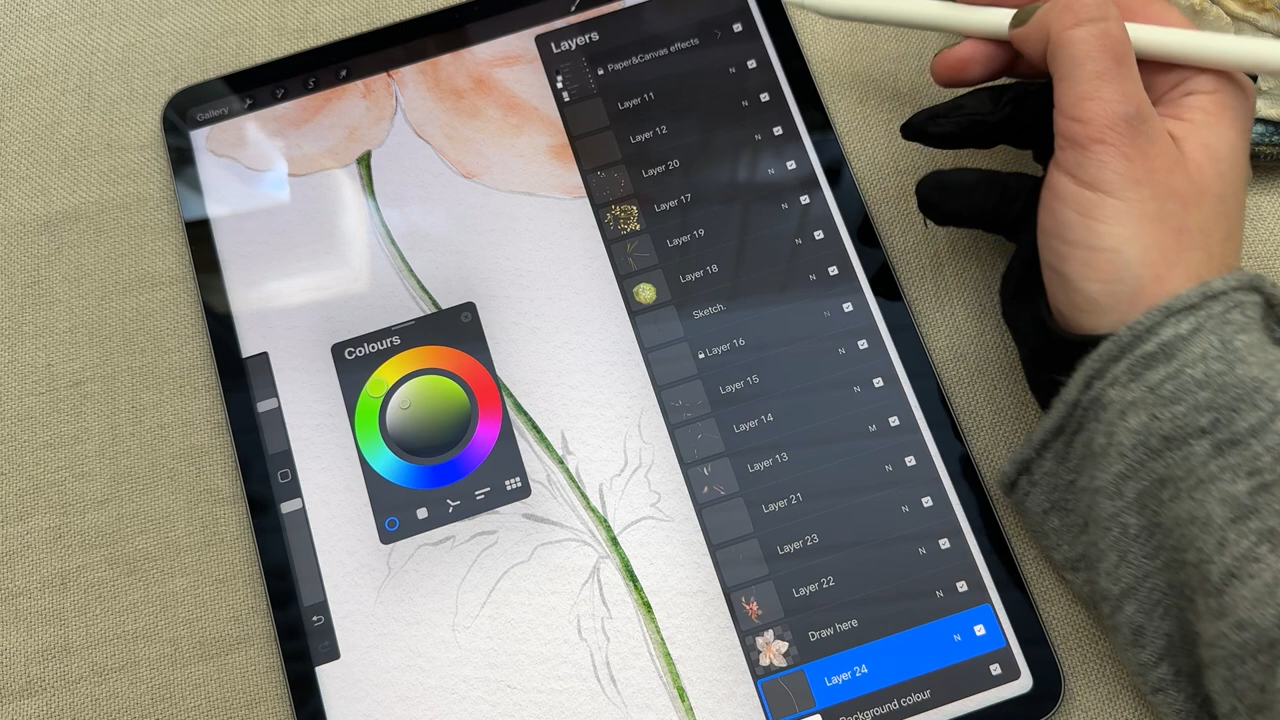 Gallery
Layers
Paper&Canvas effects
Layer 11
N
Layer 12
N
Layer 20
N
Layer 17
N
Layer 19
N
Layer 18
N
Sketch.
N
Layer 16
N
Layer 15
N
Layer 14
N
Layer 13
M
Layer 21
N
Layer 23
N
Layer 22
N
Draw here
N
Layer 24
N
Background colour
Colours